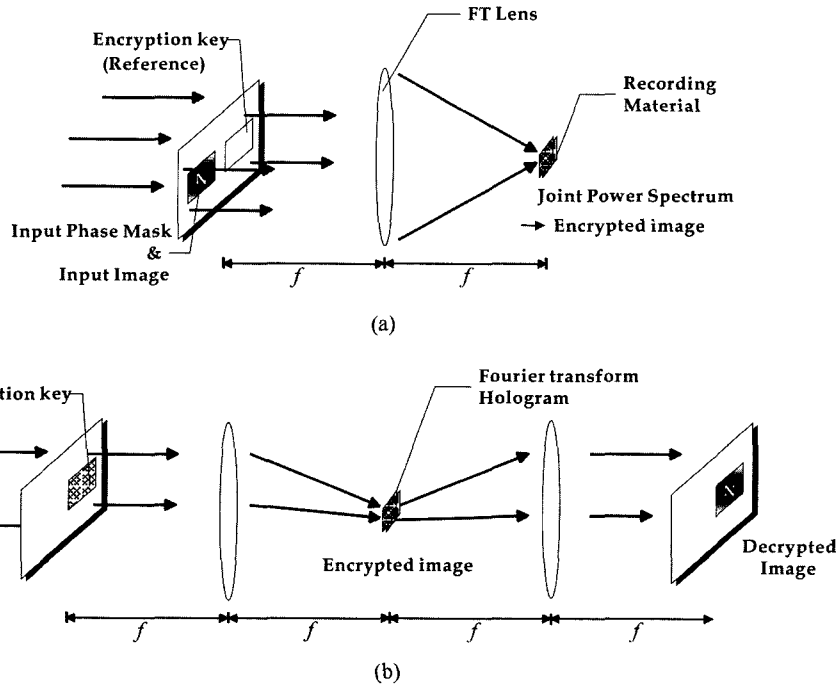 FT Lens
Encryption key
(Reference)
Recording
Material
Joint Power Spectrum
→ Encrypted image
Input Phase Mask
&
Input Image
N
f
f
(a)
Fourier transform
Hologram
tion key
Encrypted image
N
Decrypted
Image
f
f
f
f
(b)